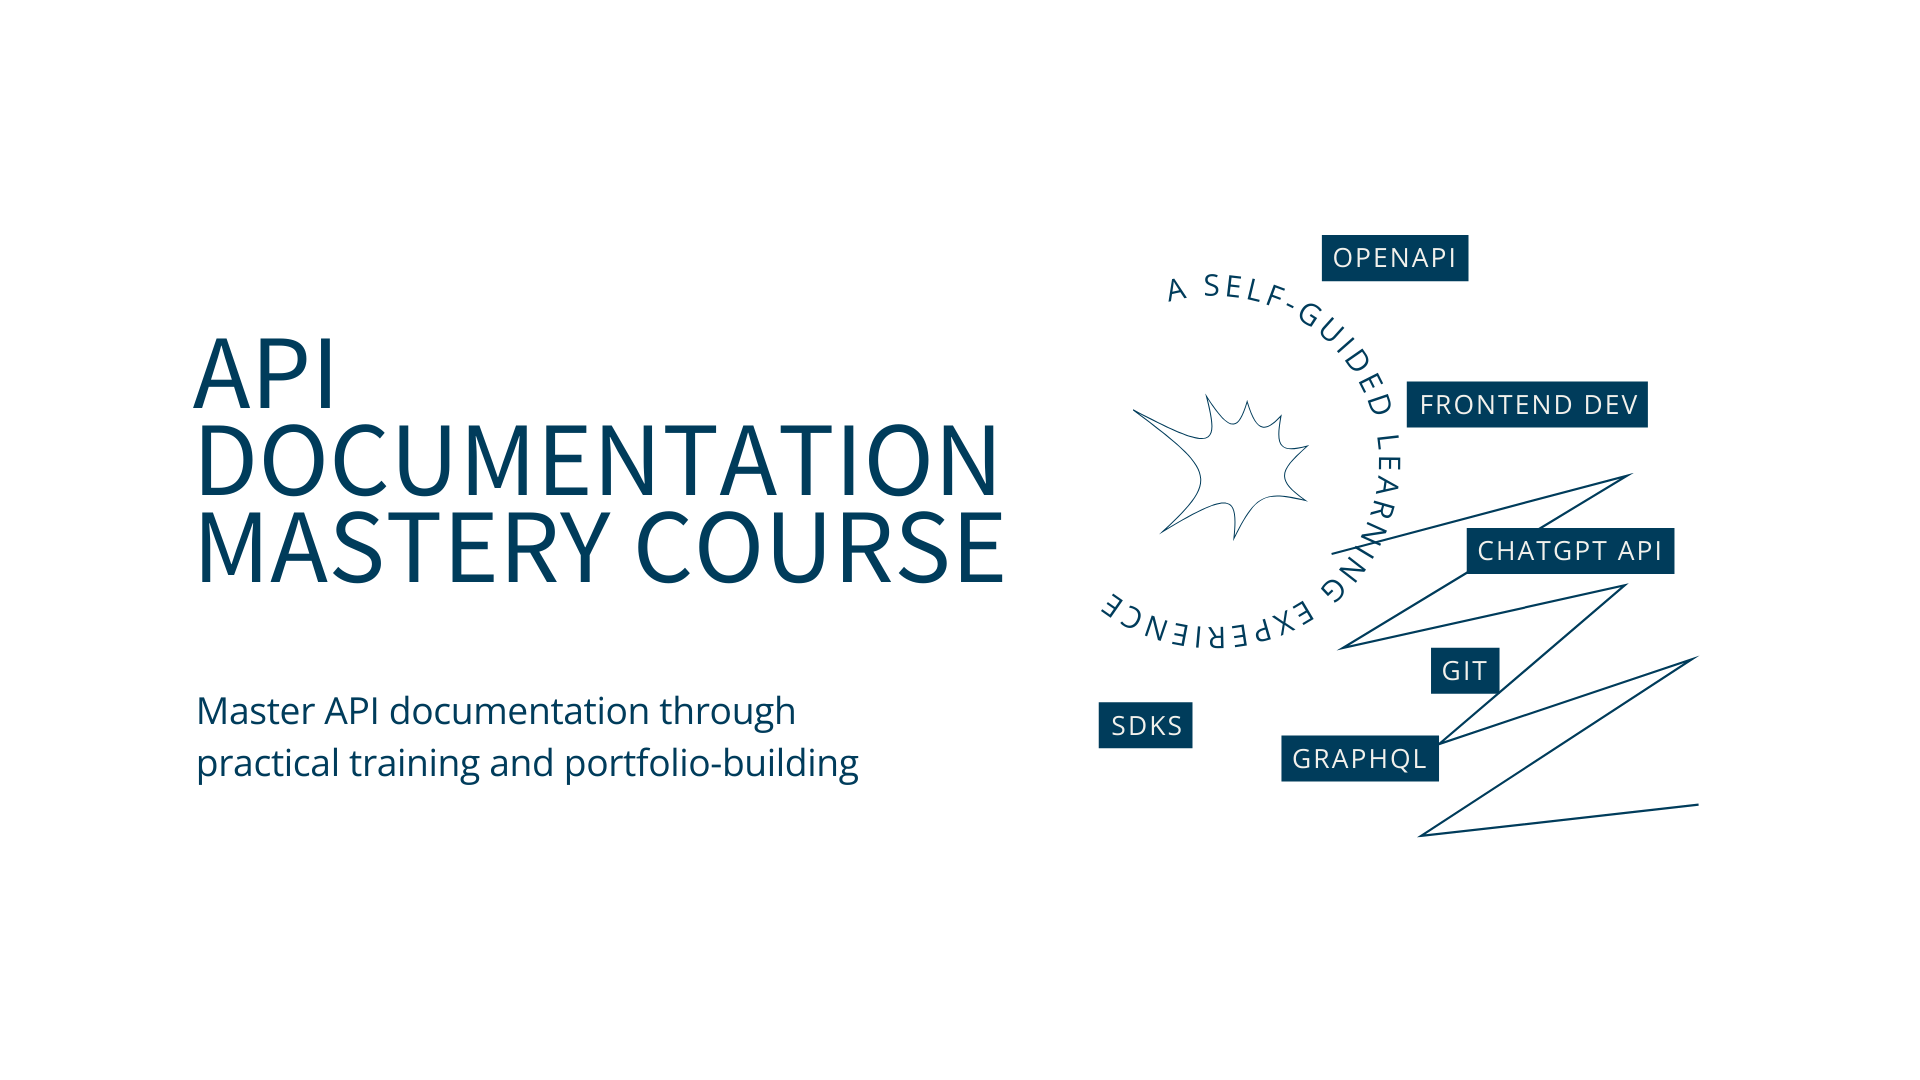 API
DOCUMENTATION
MASTERY COURSE
Master API documentation through
practical training and portfolio-building
OPENAPI
A SELF-GUIDED LEARNING EXPERIENCE
FRONTEND DEV
CHATGPT API
GIT
SDKS
GRAPHQL